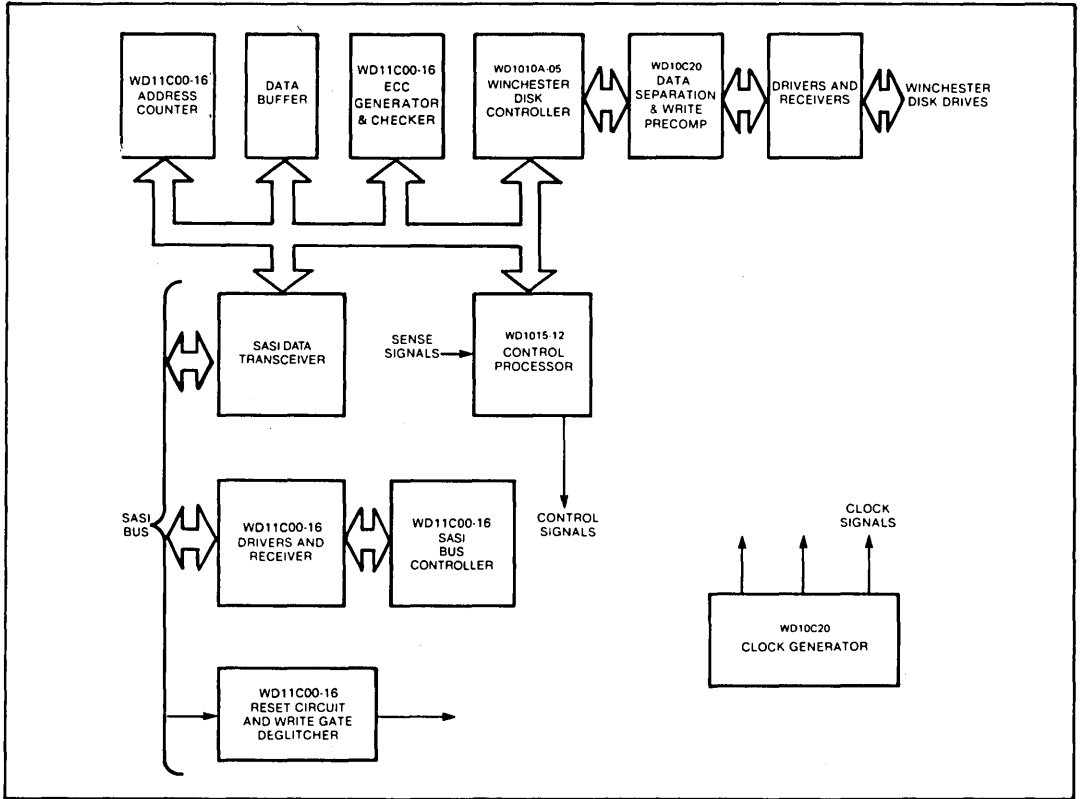 WD11C00-16
ADDRESS
COUNTER
DATA
BUFFER
WD11C00-16
ECC
GENERATOR
& CHECKER
WD1010A-05
WINCHESTER
DISK
CONTROLLER
WD10C20
DATA
SEPARATION
& WRITE
PRECOMP
DRIVERS AND
RECEIVERS
WINCHESTER
DISK DRIVES
SASI DATA
TRANSCEIVER
SENSE
SIGNALS
WD1015-12
CONTROL
PROCESSOR
SASI
BUS
WD11C00-16
DRIVERS AND
RECEIVER
WD11C00-16
SASI
BUS
CONTROLLER
CONTROL
SIGNALS
CLOCK
SIGNALS
WD10C20
CLOCK GENERATOR
WD11C00-16
RESET CIRCUIT
AND WRITE GATE
DEGLITCHER